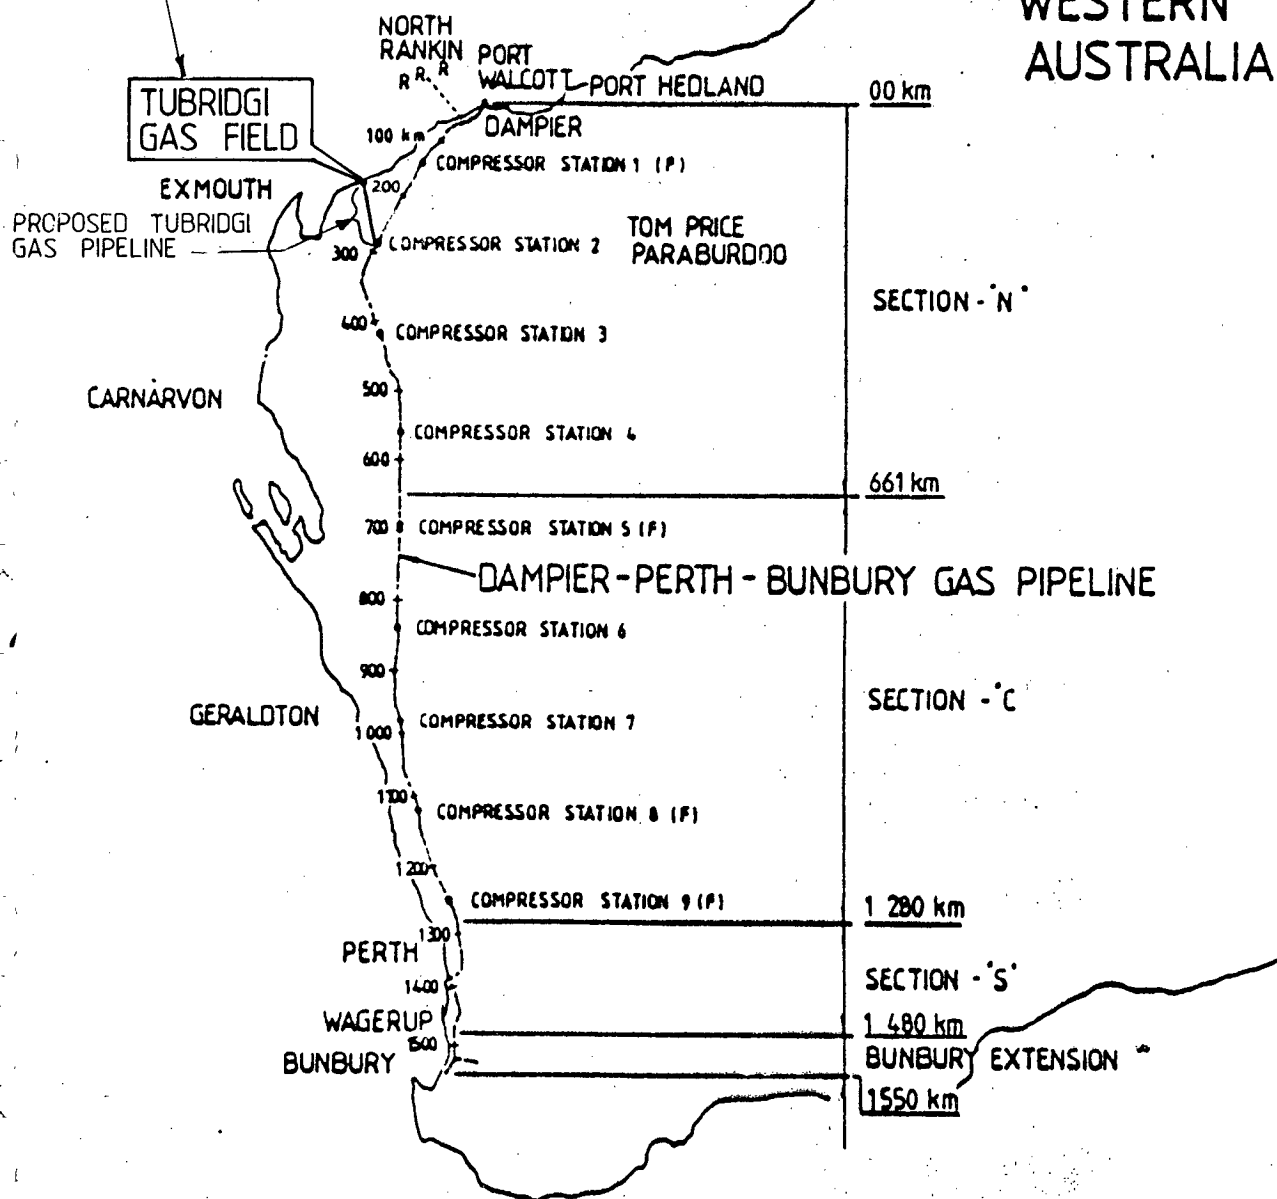 WESTERN
AUSTRALIA
NORTH
RANKIN
PORT
WALCOTT
R R R
PORT HEDLAND
00 km
TUBRIDGI
GAS FIELD
DAMPIER
100 km
COMPRESSOR STATION 1 (F)
EXMOUTH
200
PROPOSED TUBRIDGI
GAS PIPELINE
TOM PRICE
PARABURDOO
COMPRESSOR STATION 2
300
SECTION - 'N'
400
COMPRESSOR STATION 3
500
CARNARVON
COMPRESSOR STATION 4
600
661 km
700
COMPRESSOR STATION 5 (F)
DAMPIER - PERTH - BUNBURY GAS PIPELINE
800
COMPRESSOR STATION 6
900
SECTION - 'C
GERALDTON
COMPRESSOR STATION 7
1000
1100
COMPRESSOR STATION 8 (F)
1200
COMPRESSOR STATION 9 (F)
1 280 km
1300
PERTH
1400
SECTION - 'S'
WAGERUP
1 480 km
1500
BUNBURY
BUNBURY EXTENSION
1550 km